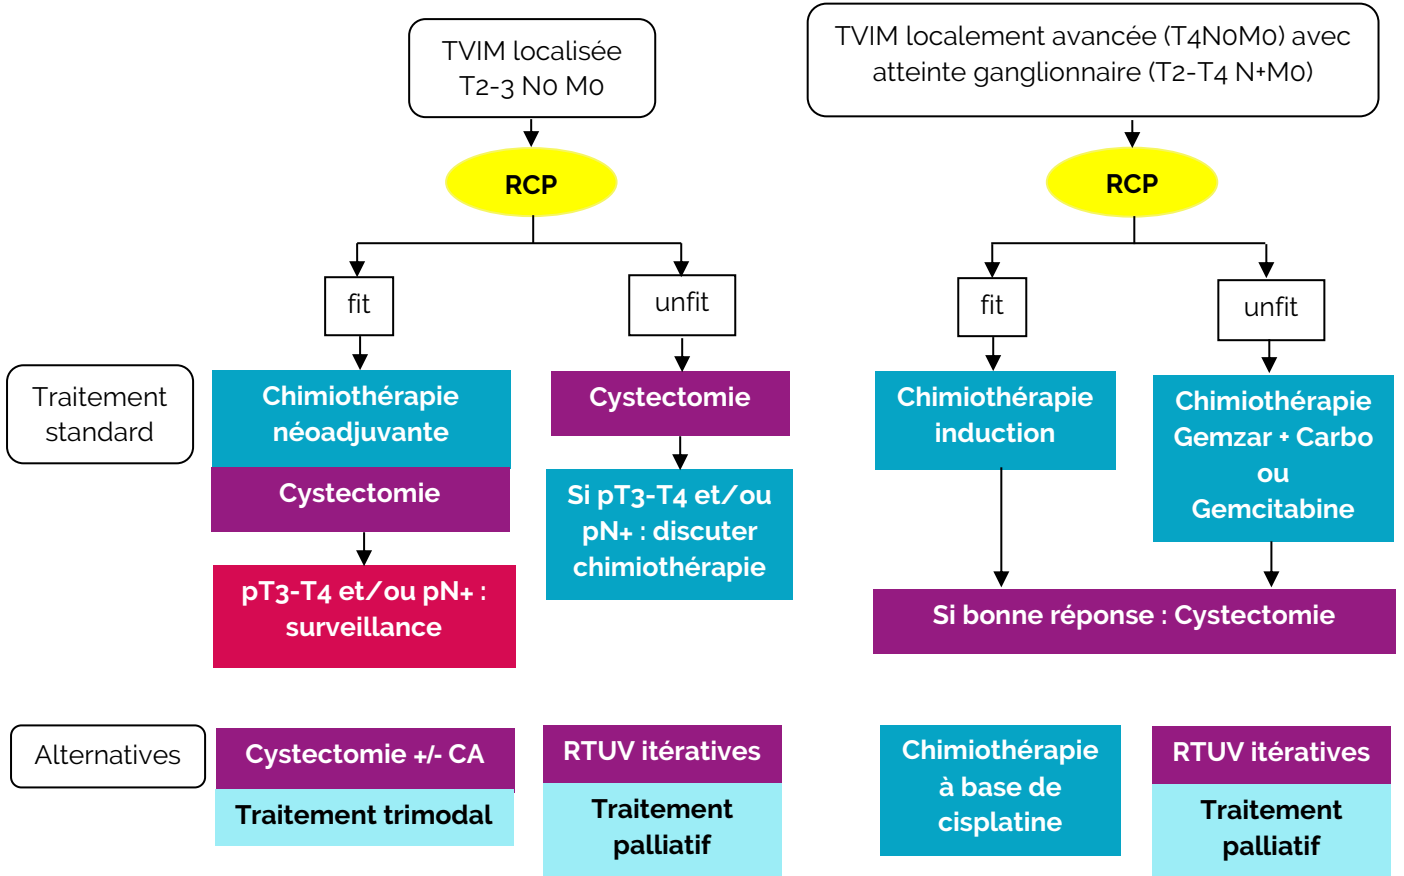 TVIM localisée
T2-3 N0 M0
TVIM localement avancée (T4N0M0) avec
atteinte ganglionnaire (T2-T4 N+M0)
RCP
RCP
fit
unfit
fit
unfit
Traitement
standard
Chimiothérapie
néoadjuvante
Cystectomie
pT3-T4 et/ou pN+ :
surveillance
Cystectomie
Si pT3-T4 et/ou
pN+ : discuter
chimiothérapie
Chimiothérapie
induction
Chimiothérapie
Gemzar + Carbo
ou
Gemcitabine
Si bonne réponse : Cystectomie
Alternatives
Cystectomie +/- CA
Traitement trimodal
RTUV itératives
Traitement
palliatif
Chimiothérapie
à base de
cisplatine
RTUV itératives
Traitement
palliatif